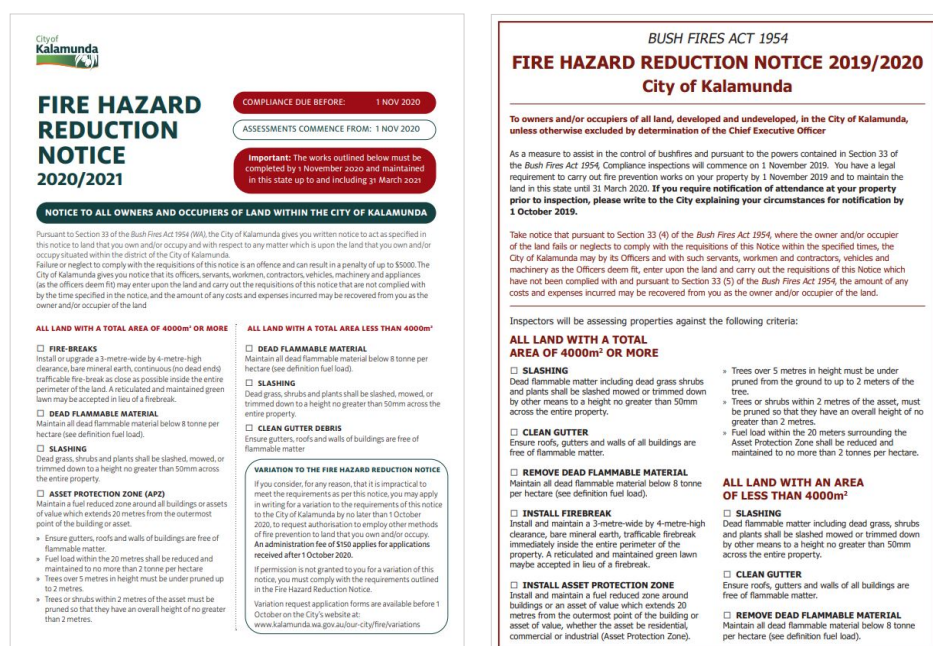 City of
Kalamunda
FIRE HAZARD
REDUCTION
NOTICE
2020/2021
COMPLIANCE DUE BEFORE: 1 NOV 2020
ASSESSMENTS COMMENCE FROM: 1 NOV 2020
Important: The works outlined below must be
completed by 1 November 2020 and maintained
in this state up to and including 31 March 2021
NOTICE TO ALL OWNERS AND OCCUPIERS OF LAND WITHIN THE CITY OF KALAMUNDA
Pursuant to Section 33 of the Bush Fires Act 1954 (WA), the City of Kalamunda gives you written notice to act as specified in
this notice to land that you own and/or occupy and with respect to any matter which is upon the land that you own and/or
occupy situated within the district of the City of Kalamunda.
Failure or neglect to comply with the requisitions of this notice is an offence and can result in a penalty of up to $5000. The
City of Kalamunda gives you notice that its officers, servants, workmen, contractors, vehicles, machinery and appliances
(as the officers deem fit) may enter upon the land and carry out the requisitions of this notice that are not complied with
by the time specified in the notice, and the amount of any costs and expenses incurred may be recovered from you as the
owner and/or occupier of the land
ALL LAND WITH A TOTAL AREA OF 4000m² OR MORE
☐ FIRE-BREAKS
Install or upgrade a 3-metre-wide by 4-metre-high
clearance, bare mineral earth, continuous (no dead ends)
trafficable fire-break as close as possible inside the entire
perimeter of the land. A reticulated and maintained green
lawn may be accepted in lieu of a firebreak.
☐ DEAD FLAMMABLE MATERIAL
Maintain all dead flammable material below 8 tonne per
hectare (see definition fuel load).
☐ SLASHING
Dead grass, shrubs and plants shall be slashed, mowed, or
trimmed down to a height no greater than 50mm across
the entire property.
☐ ASSET PROTECTION ZONE (APZ)
Maintain a fuel reduced zone around all buildings or assets
of value which extends 20 metres from the outermost
point of the building or asset.
» Ensure gutters, roofs and walls of buildings are free of
flammable matter.
» Fuel load within the 20 metres shall be reduced and
maintained to no more than 2 tonne per hectare
» Trees over 5 metres in height must be under pruned up
to 2 metres.
» Trees or shrubs within 2 metres of the asset must be
pruned so that they have an overall height of no greater
than 2 metres.
ALL LAND WITH A TOTAL AREA LESS THAN 4000m²
☐ DEAD FLAMMABLE MATERIAL
Maintain all dead flammable material below 8 tonne per
hectare (see definition fuel load).
☐ SLASHING
Dead grass, shrubs and plants shall be slashed, mowed, or
trimmed down to a height no greater than 50mm across the
entire property.
☐ CLEAN GUTTER DEBRIS
Ensure gutters, roofs and walls of buildings are free of
flammable matter
VARIATION TO THE FIRE HAZARD REDUCTION NOTICE
If you consider, for any reason, that it is impractical to
meet the requirements as per this notice, you may apply
in writing for a variation to the requirements of this notice
to the City of Kalamunda by no later than 1 October
2020, to request authorisation to employ other methods
of fire prevention to land that you own and/or occupy.
An administration fee of $150 applies for applications
received after 1 October 2020.
If permission is not granted to you for a variation of this
notice, you must comply with the requirements outlined
in the Fire Hazard Reduction Notice.
Variation request application forms are available before 1
October on the City's website at:
www.kalamunda.wa.gov.au/our-city/fire/variations
BUSH FIRES ACT 1954
FIRE HAZARD REDUCTION NOTICE 2019/2020
City of Kalamunda
To owners and/or occupiers of all land, developed and undeveloped, in the City of Kalamunda,
unless otherwise excluded by determination of the Chief Executive Officer
As a measure to assist in the control of bushfires and pursuant to the powers contained in Section 33 of
the Bush Fires Act 1954, Compliance inspections will commence on 1 November 2019. You have a legal
requirement to carry out fire prevention works on your property by 1 November 2019 and to maintain the
land in this state until 31 March 2020. If you require notification of attendance at your property
prior to inspection, please write to the City explaining your circumstances for notification by
1 October 2019.
Take notice that pursuant to Section 33 (4) of the Bush Fires Act 1954, where the owner and/or occupier
of the land fails or neglects to comply with the requisitions of this Notice within the specified times, the
City of Kalamunda may by its Officers and with such servants, workmen and contractors, vehicles and
machinery as the Officers deem fit, enter upon the land and carry out the requisitions of this Notice which
have not been complied with and pursuant to Section 33 (5) of the Bush Fires Act 1954, the amount of any
costs and expenses incurred may be recovered from you as the owner and/or occupier of the land.
Inspectors will be assessing properties against the following criteria:
ALL LAND WITH A TOTAL
AREA OF 4000m² OR MORE
☐ SLASHING
Dead flammable matter including dead grass shrubs
and plants shall be slashed mowed or trimmed down
by other means to a height no greater than 50mm
across the entire property.
☐ CLEAN GUTTER
Ensure roofs, gutters and walls of all buildings are
free of flammable matter.
☐ REMOVE DEAD FLAMMABLE MATERIAL
Maintain all dead flammable material below 8 tonne
per hectare (see definition fuel load).
☐ INSTALL FIREBREAK
Install and maintain a 3-metre-wide by 4-metre-high
clearance, bare mineral earth, trafficable firebreak
immediately inside the entire perimeter of the
property. A reticulated and maintained green lawn
maybe accepted in lieu of a firebreak.
☐ INSTALL ASSET PROTECTION ZONE
Install and maintain a fuel reduced zone around
buildings or an asset of value which extends 20
metres from the outermost point of the building or
asset of value, whether the asset be residential,
commercial or industrial (Asset Protection Zone).
» Trees over 5 metres in height must be under
pruned from the ground to up to 2 meters of the
tree.
» Trees or shrubs within 2 metres of the asset, must
be pruned so that they have an overall height of no
greater than 2 metres.
» Fuel load within the 20 meters surrounding the
Asset Protection Zone shall be reduced and
maintained to no more than 2 tonnes per hectare.
ALL LAND WITH AN AREA
OF LESS THAN 4000m²
☐ SLASHING
Dead flammable matter including dead grass, shrubs
and plants shall be slashed mowed or trimmed down
by other means to a height no greater than 50mm
across the entire property.
☐ CLEAN GUTTER
Ensure roofs, gutters and walls of all buildings are
free of flammable matter.
☐ REMOVE DEAD FLAMMABLE MATERIAL
Maintain all dead flammable material below 8 tonne
per hectare (see definition fuel load).